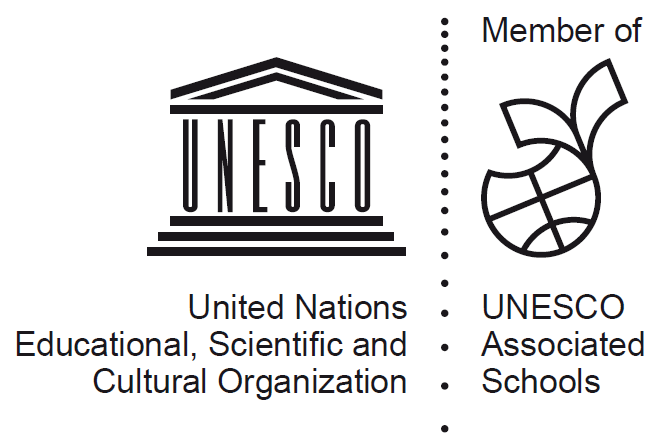 UNESCO
United Nations
Educational, Scientific and
Cultural Organization
Member of
UNESCO
Associated
Schools